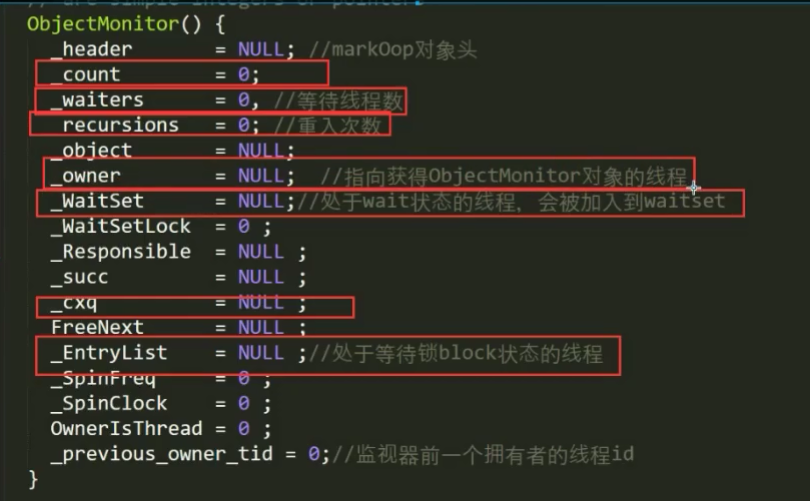 // are simple integers or pointer
ObjectMonitor() {
_header = NULL; //markOop对象头
_count = 0;
_waiters = 0, //等待线程数
_recursions = 0; //重入次数
_object = NULL;
_owner = NULL; //指向获得ObjectMonitor对象的线程
_WaitSet = NULL;//处于wait状态的线程，会被加入到waitset
_WaitSetLock = 0 ;
_Responsible = NULL ;
_succ = NULL ;
_cxq = NULL ;
FreeNext = NULL ;
_EntryList = NULL ;//处于等待锁block状态的线程
_SpinFreq = 0 ;
_SpinClock = 0 ;
OwnerIsThread = 0 ;
_previous_owner_tid = 0;//监视器前一个拥有者的线程id
}